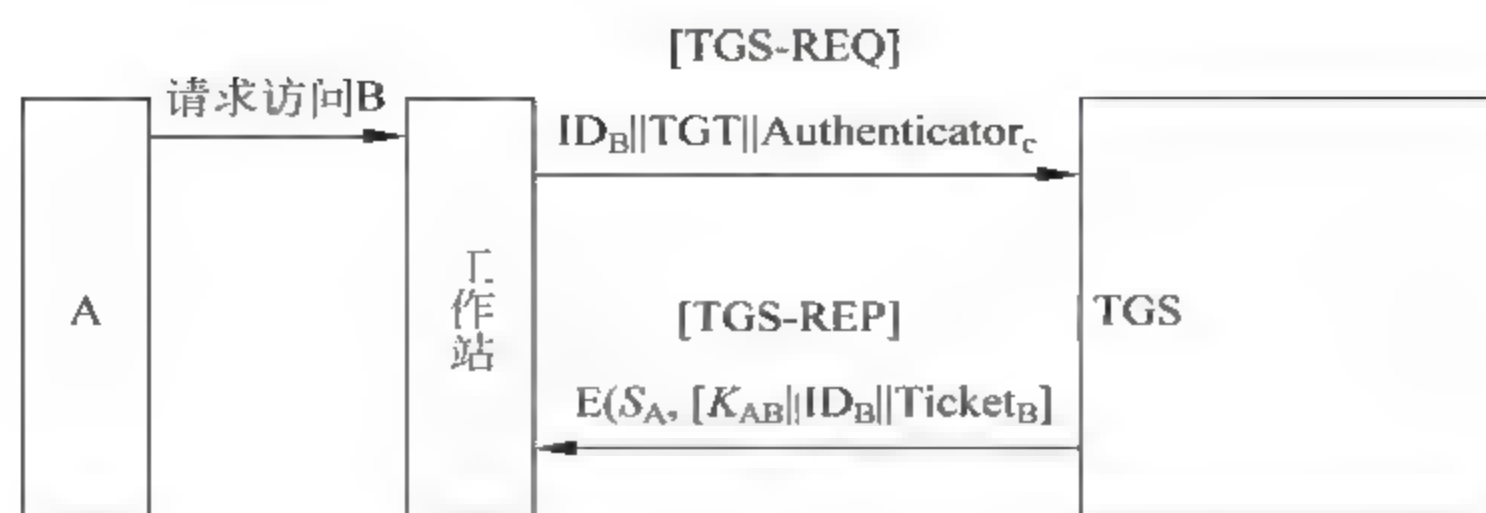 [TGS-REQ]
请求访问B
ID_B||TGT||Authenticator_c
A
工作站
[TGS-REP]
TGS
E(S_A, [K_AB||ID_B||Ticket_B]